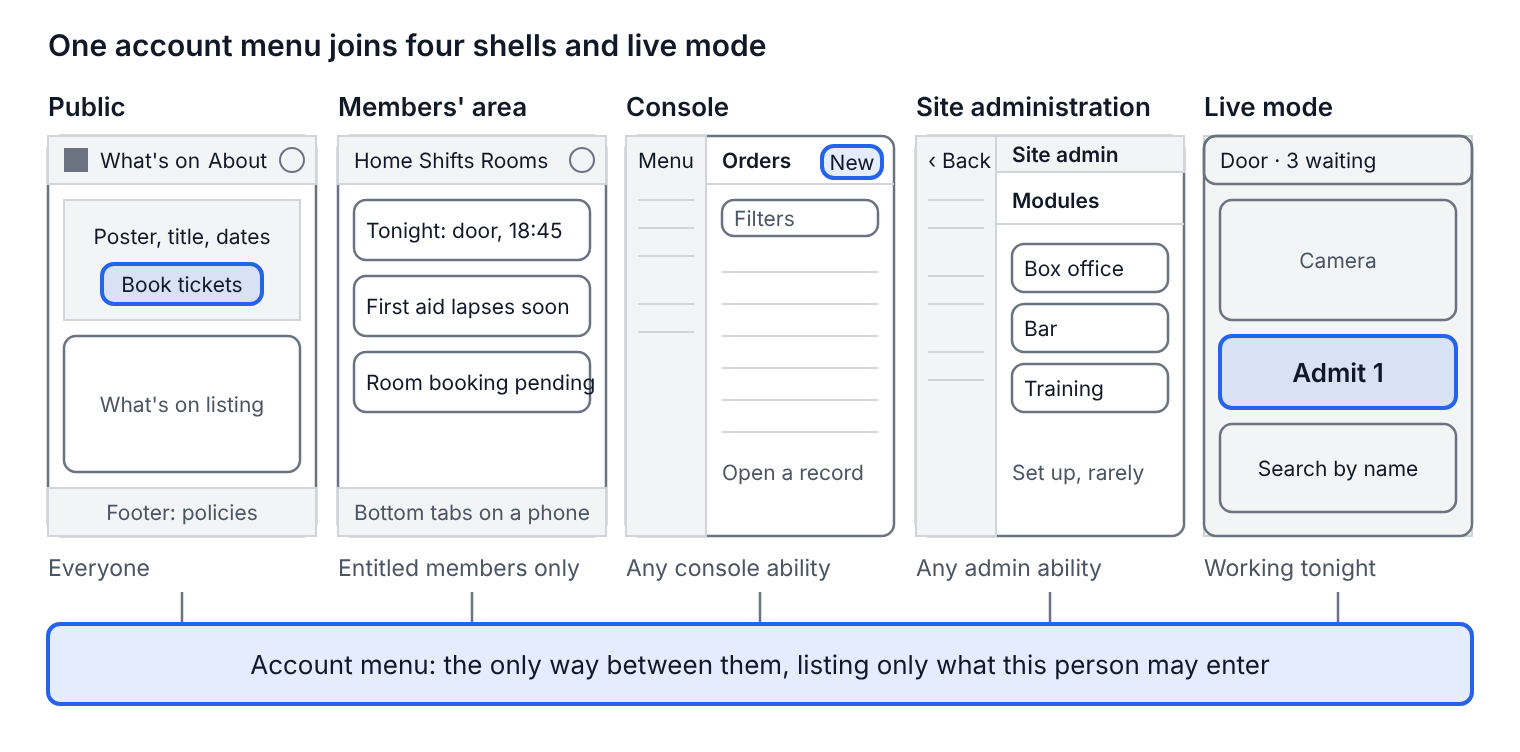 One account menu joins four shells and live mode
Public
Members' area
Console
Site administration
Live mode
What's on About
Poster, title, dates
Book tickets
What's on listing
Footer: policies
Everyone
Home Shifts Rooms
Tonight: door, 18:45
First aid lapses soon
Room booking pending
Bottom tabs on a phone
Entitled members only
Menu
Orders
New
Filters
Open a record
Any console ability
‹ Back
Site admin
Modules
Box office
Bar
Training
Set up, rarely
Any admin ability
Door · 3 waiting
Camera
Admit 1
Search by name
Working tonight
Account menu: the only way between them, listing only what this person may enter